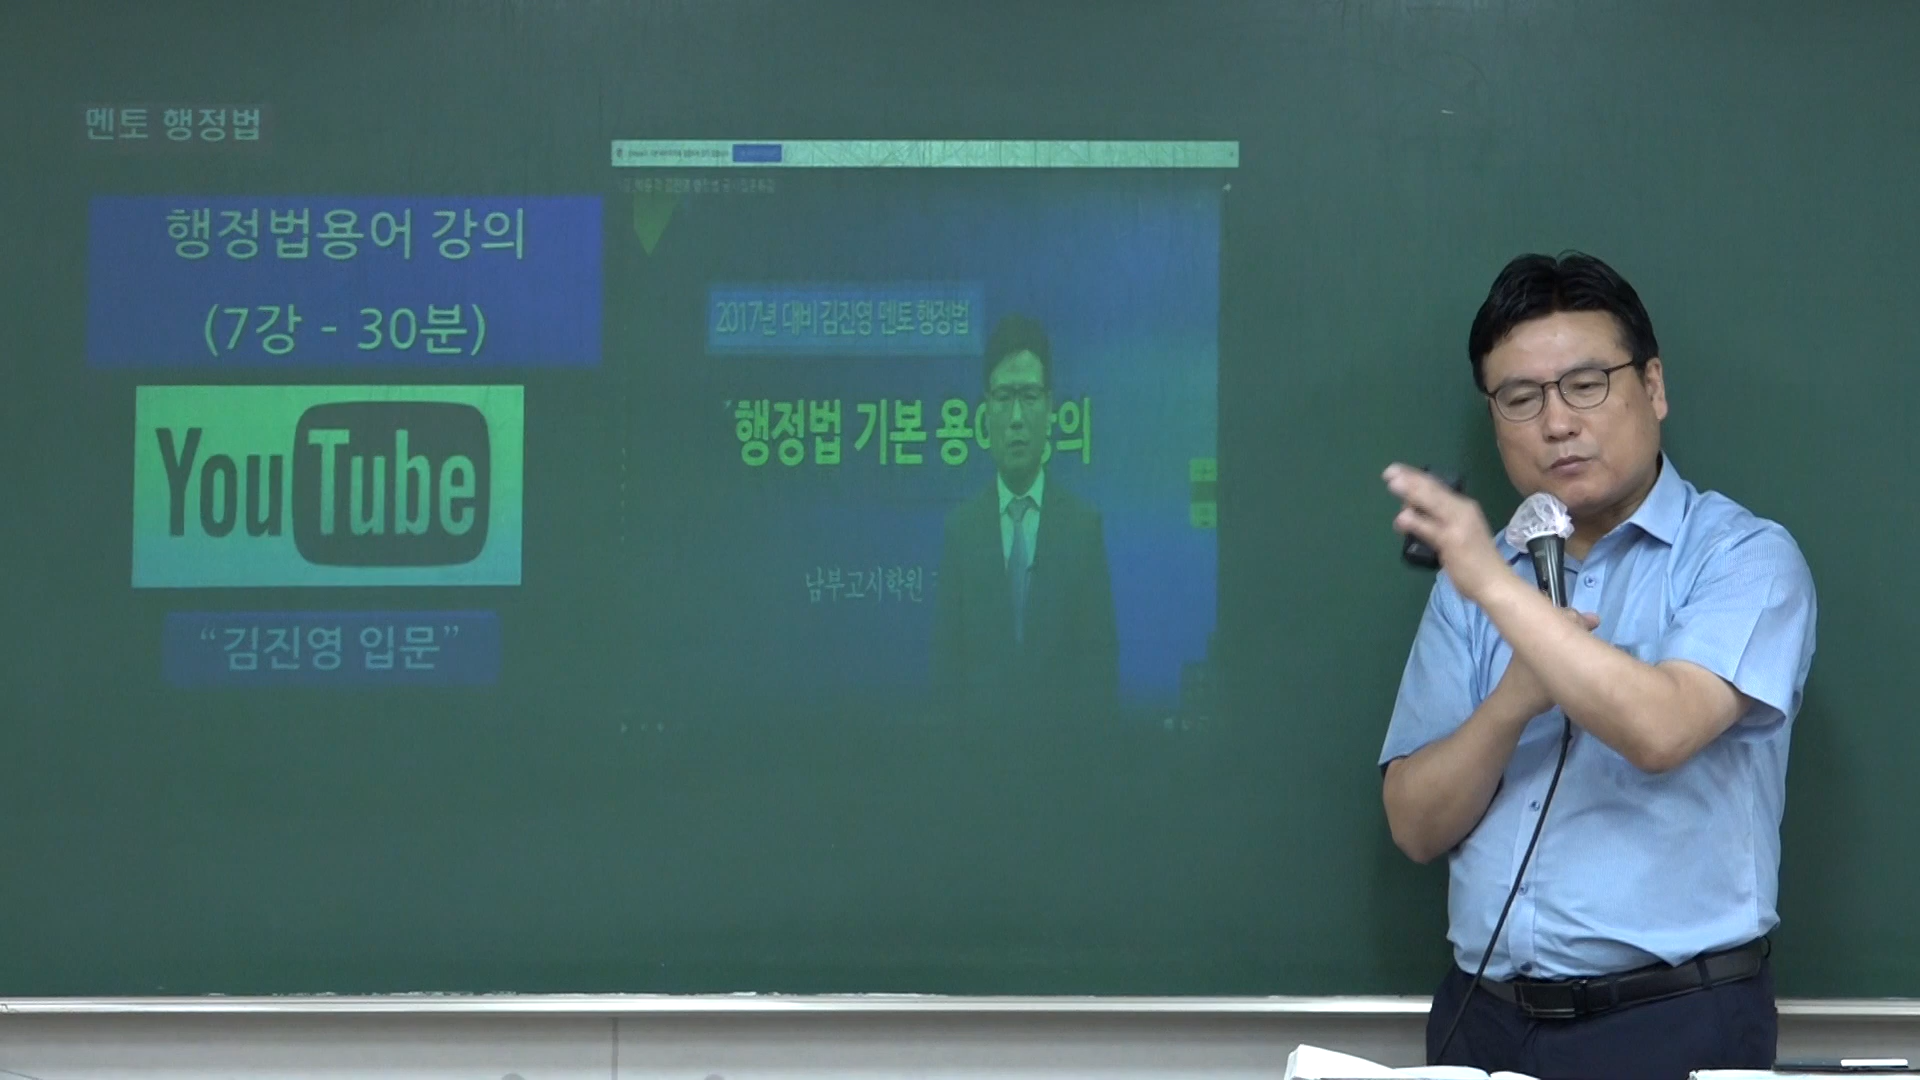 멘토 행정법
행정법용어 강의
(7강 - 30분)
YouTube
“김진영 입문”
2017년 대비 김진영 멘토 행정법
행정법 기본 용어 강의
남부고시학원